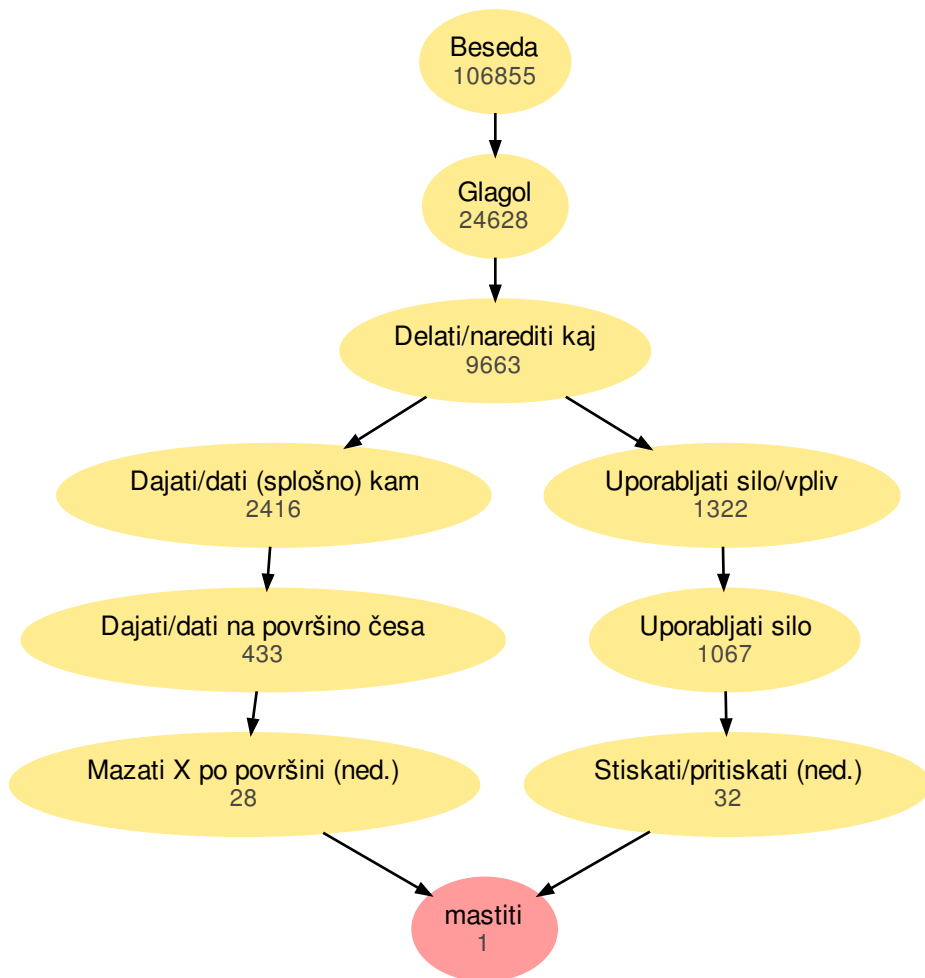 Beseda
106855
Glagol
24628
Delati/narediti kaj
9663
Dajati/dati (splošno) kam
2416
Uporabljati silo/vpliv
1322
Dajati/dati na površino česa
433
Uporabljati silo
1067
Mazati X po površini (ned.)
28
Stiskati/pritiskati (ned.)
32
mastiti
1